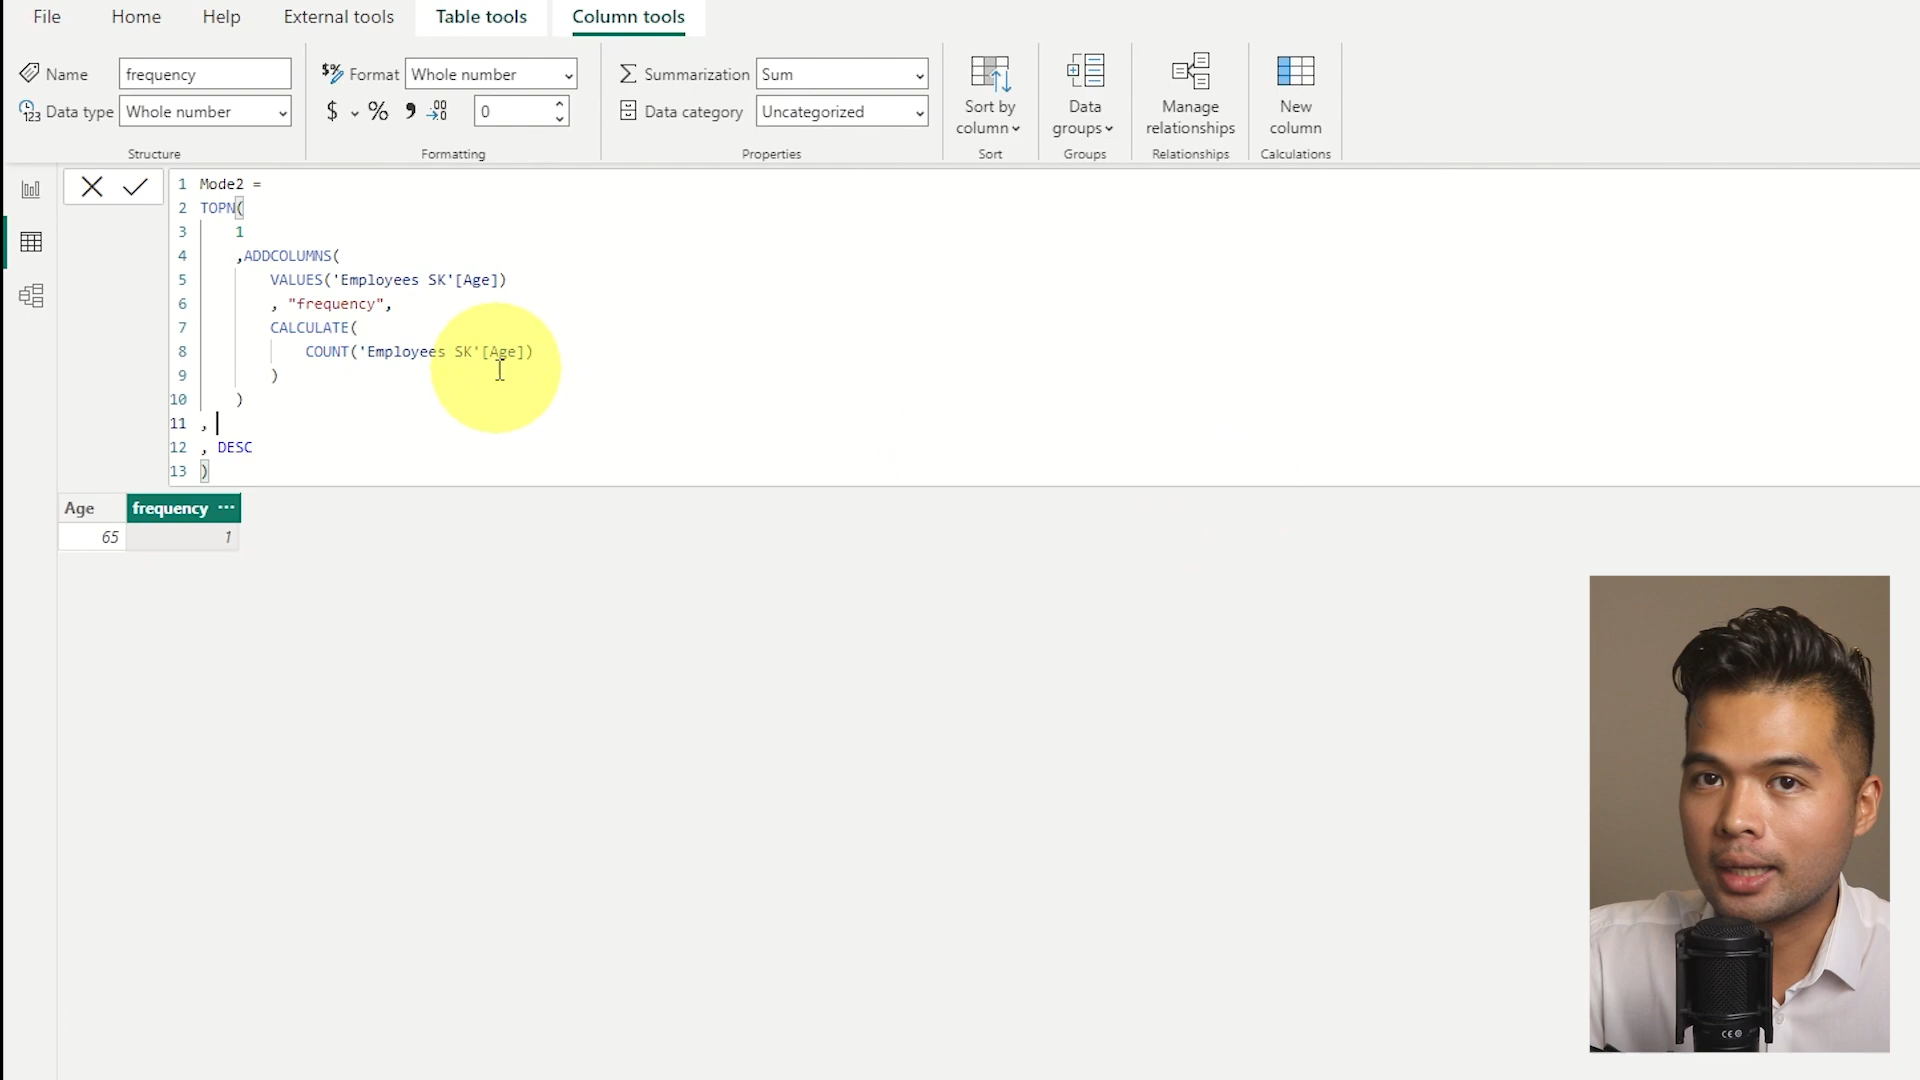 File Home Help External tools Table tools Column tools
Name frequency
Data type Whole number
Structure
$% Format Whole number
$ % 9 .00 0
Formatting
Summarization Sum
Data category Uncategorized
Properties
Sort by
column
Sort
Data
groups
Groups
Manage
relationships
Relationships
New
column
Calculations
1 Mode2 =
2 TOPN(
3 1
4 ,ADDCOLUMNS(
5 VALUES('Employees SK'[Age])
6 , "frequency",
7 CALCULATE(
8 COUNT('Employees SK'[Age])
9 )
10 )
11 ,
12 , DESC
13 )
Age frequency ...
65 1